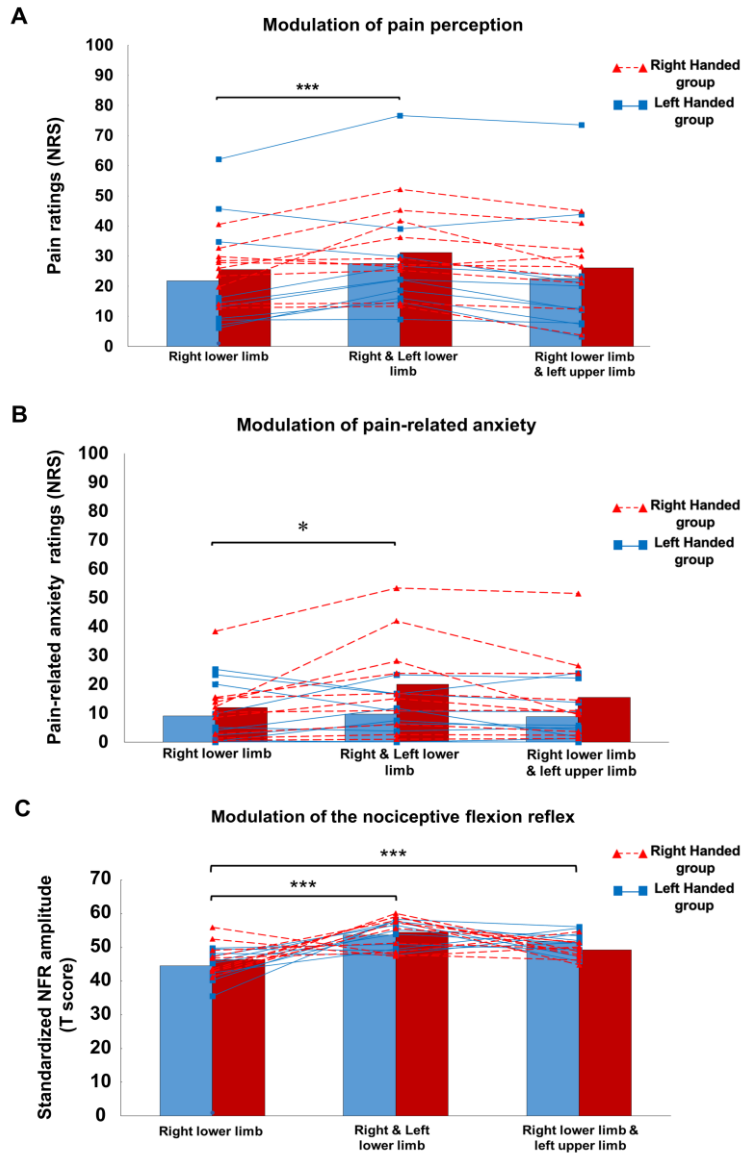 A
Modulation of pain perception
100
90
80
70
60
50
40
30
20
10
0
Pain ratings (NRS)
***
Right Handed
group
Left Handed
group
Right lower limb
Right & Left lower
limb
Right lower limb
& left upper limb
B
Modulation of pain-related anxiety
100
90
80
70
60
50
40
30
20
10
0
Pain-related anxiety ratings (NRS)
*
Right Handed
group
Left Handed
group
Right lower limb
Right & Left lower
limb
Right lower limb
& left upper limb
C
Modulation of the nociceptive flexion reflex
70
60
50
40
30
20
10
0
Standardized NFR amplitude
(T score)
***
***
Right Handed
group
Left Handed
group
Right lower limb
Right & Left
lower limb
Right lower limb &
left upper limb